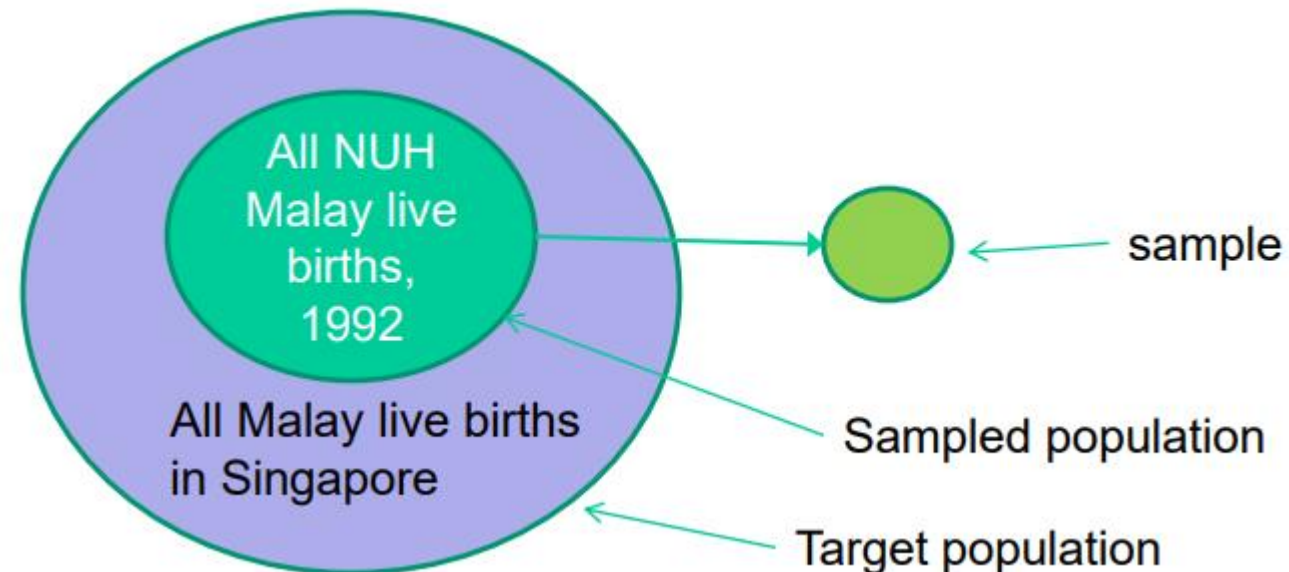 All NUH
Malay live
births,
1992
All Malay live births
in Singapore
sample
Sampled population
Target population